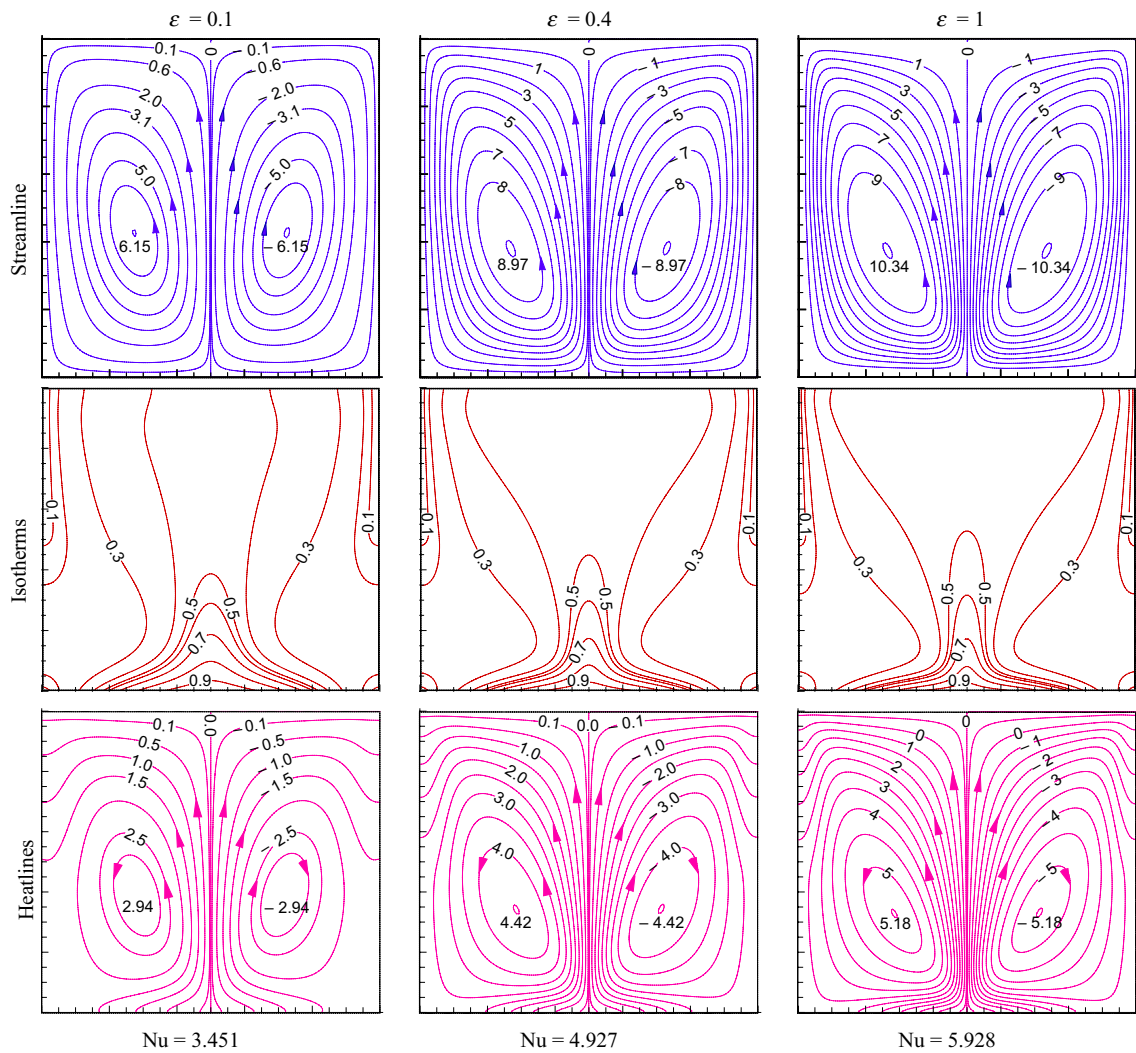 ε = 0.1
ε = 0.4
ε = 1
Streamline
0.1 0 – 0.1
0.6 – 0.6
2.0 – 2.0
3.1 – 3.1
5.0 – 5.0
6.15 – 6.15
0
1 – 1
3 – 3
5 – 5
7 – 7
8 – 8
8.97 – 8.97
0
1 – 1
3 – 3
5 – 5
7 – 7
9 – 9
10.34 – 10.34
Isotherms
0.1 0.1
0.3 0.3
0.5 0.5
0.7
0.9
0.1 0.1
0.3 0.3
0.5 0.5
0.7
0.9
0.1 0.1
0.3 0.3
0.5 0.5
0.7
0.9
Heatlines
0.1 0.0 – 0.1
0.5 – 0.5
1.0 – 1.0
1.5 – 1.5
2.5 – 2.5
2.94 – 2.94
0.1 0.0 – 0.1
1.0 – 1.0
2.0 – 2.0
3.0 – 3.0
4.0 – 4.0
4.42 – 4.42
0 0 0
1 – 1
2 – 2
3 – 3
4 – 4
5 – 5
5.18 – 5.18
Nu = 3.451
Nu = 4.927
Nu = 5.928